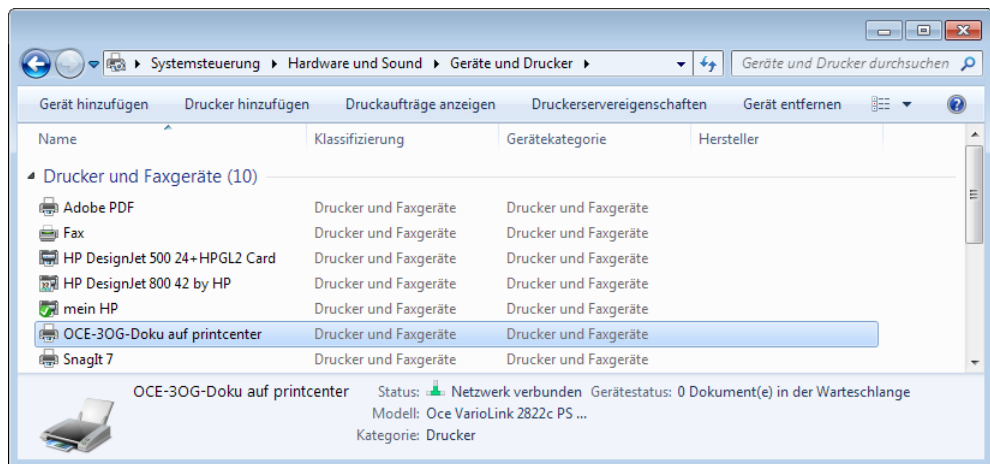 Systemsteuerung Hardware und Sound Geräte und Drucker Geräte und Drucker durchsuchen
Gerät hinzufügen Drucker hinzufügen Druckaufträge anzeigen Druckerservereigenschaften Gerät entfernen
Name Klassifizierung Gerätekategorie Hersteller
Drucker und Faxgeräte (10)
Adobe PDF Drucker und Faxgeräte Drucker und Faxgeräte
Fax Drucker und Faxgeräte Drucker und Faxgeräte
HP DesignJet 500 24+HPGL2 Card Drucker und Faxgeräte Drucker und Faxgeräte
HP DesignJet 800 42 by HP Drucker und Faxgeräte Drucker und Faxgeräte
mein HP Drucker und Faxgeräte Drucker und Faxgeräte
OCE-3OG-Doku auf printcenter Drucker und Faxgeräte Drucker und Faxgeräte
SnagIt 7 Drucker und Faxgeräte Drucker und Faxgeräte
OCE-3OG-Doku auf printcenter Status: Netzwerk verbunden Gerätestatus: 0 Dokument(e) in der Warteschlange
Modell: Oce VarioLink 2822c PS ...
Kategorie: Drucker